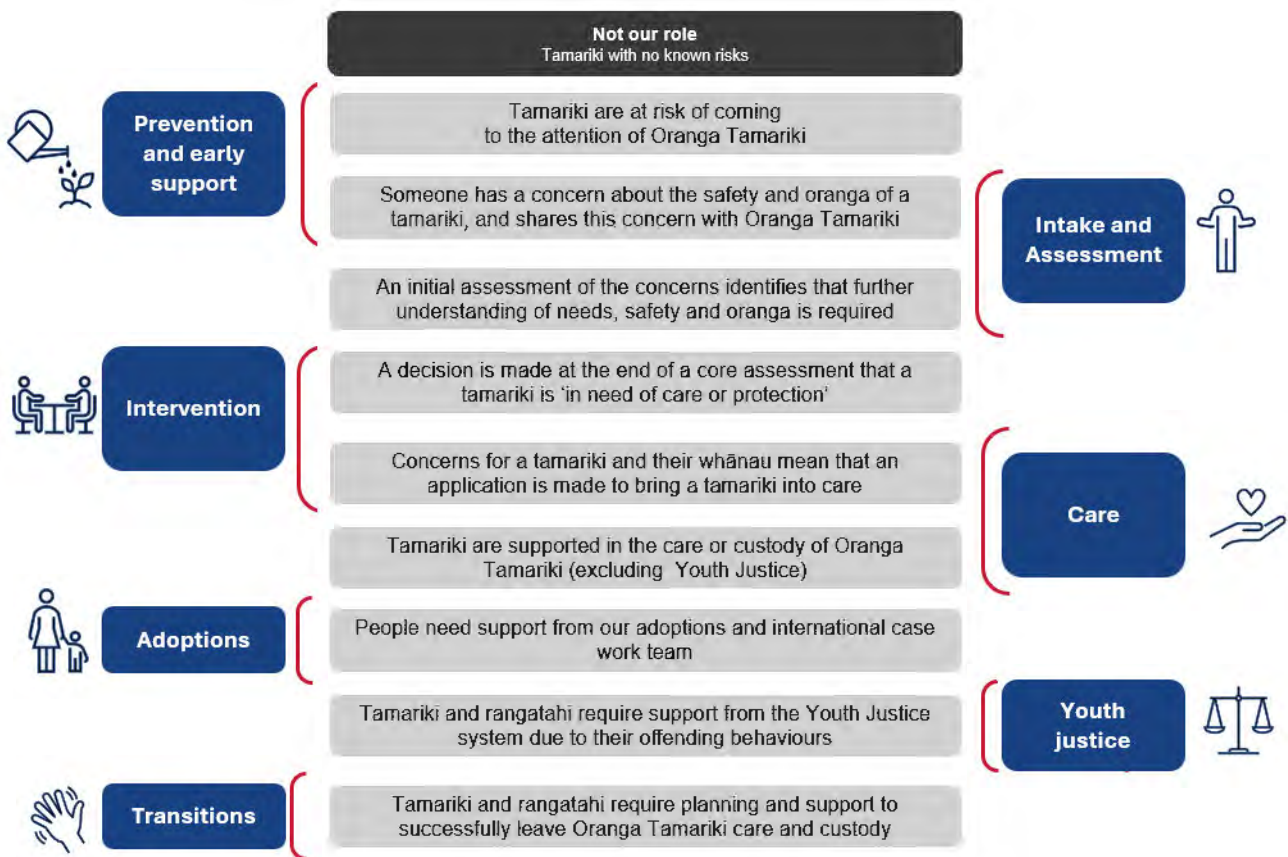 Not our role
Tamariki with no known risks
Prevention
and early
support
Tamariki are at risk of coming
to the attention of Oranga Tamariki
Someone has a concern about the safety and oranga of a
tamariki, and shares this concern with Oranga Tamariki
Intake and
Assessment
An initial assessment of the concerns identifies that further
understanding of needs, safety and oranga is required
Intervention
A decision is made at the end of a core assessment that a
tamariki is ‘in need of care or protection’
Concerns for a tamariki and their whānau mean that an
application is made to bring a tamariki into care
Care
Tamariki are supported in the care or custody of Oranga
Tamariki (excluding Youth Justice)
Adoptions
People need support from our adoptions and international case
work team
Tamariki and rangatahi require support from the Youth Justice
system due to their offending behaviours
Youth
justice
Transitions
Tamariki and rangatahi require planning and support to
successfully leave Oranga Tamariki care and custody